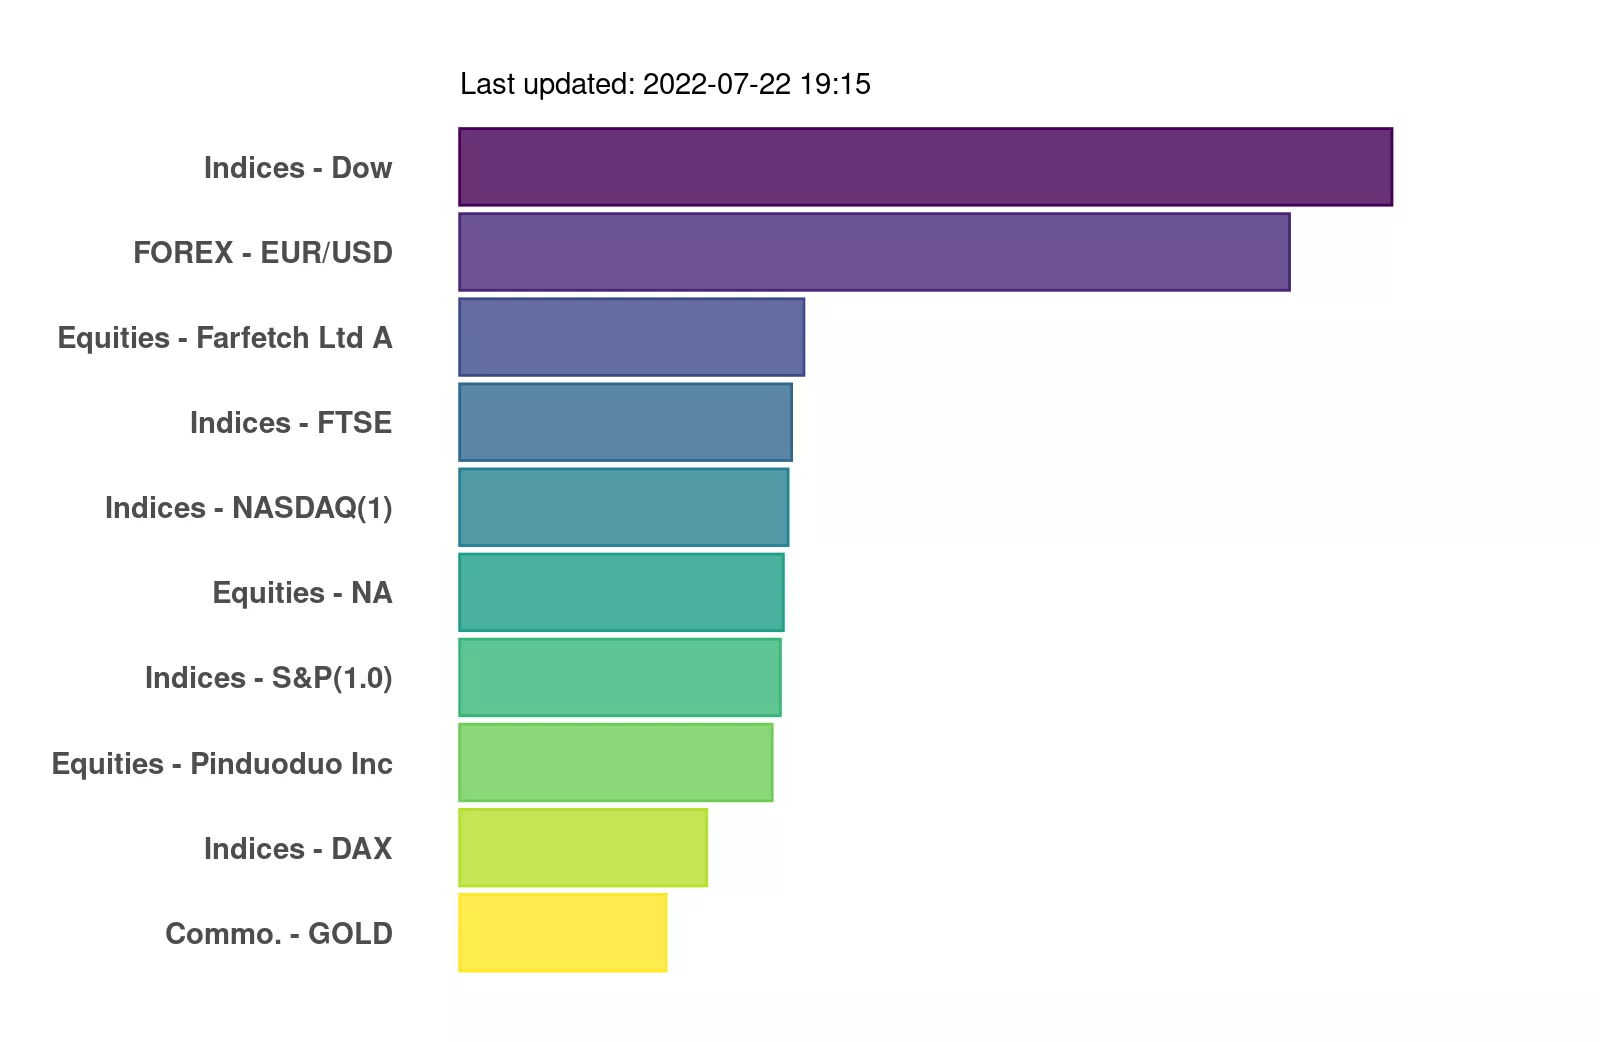 Last updated: 2022-07-22 19:15
Indices - Dow
FOREX - EUR/USD
Equities - Farfetch Ltd A
Indices - FTSE
Indices - NASDAQ(1)
Equities - NA
Indices - S&P(1.0)
Equities - Pinduoduo Inc
Indices - DAX
Commo. - GOLD